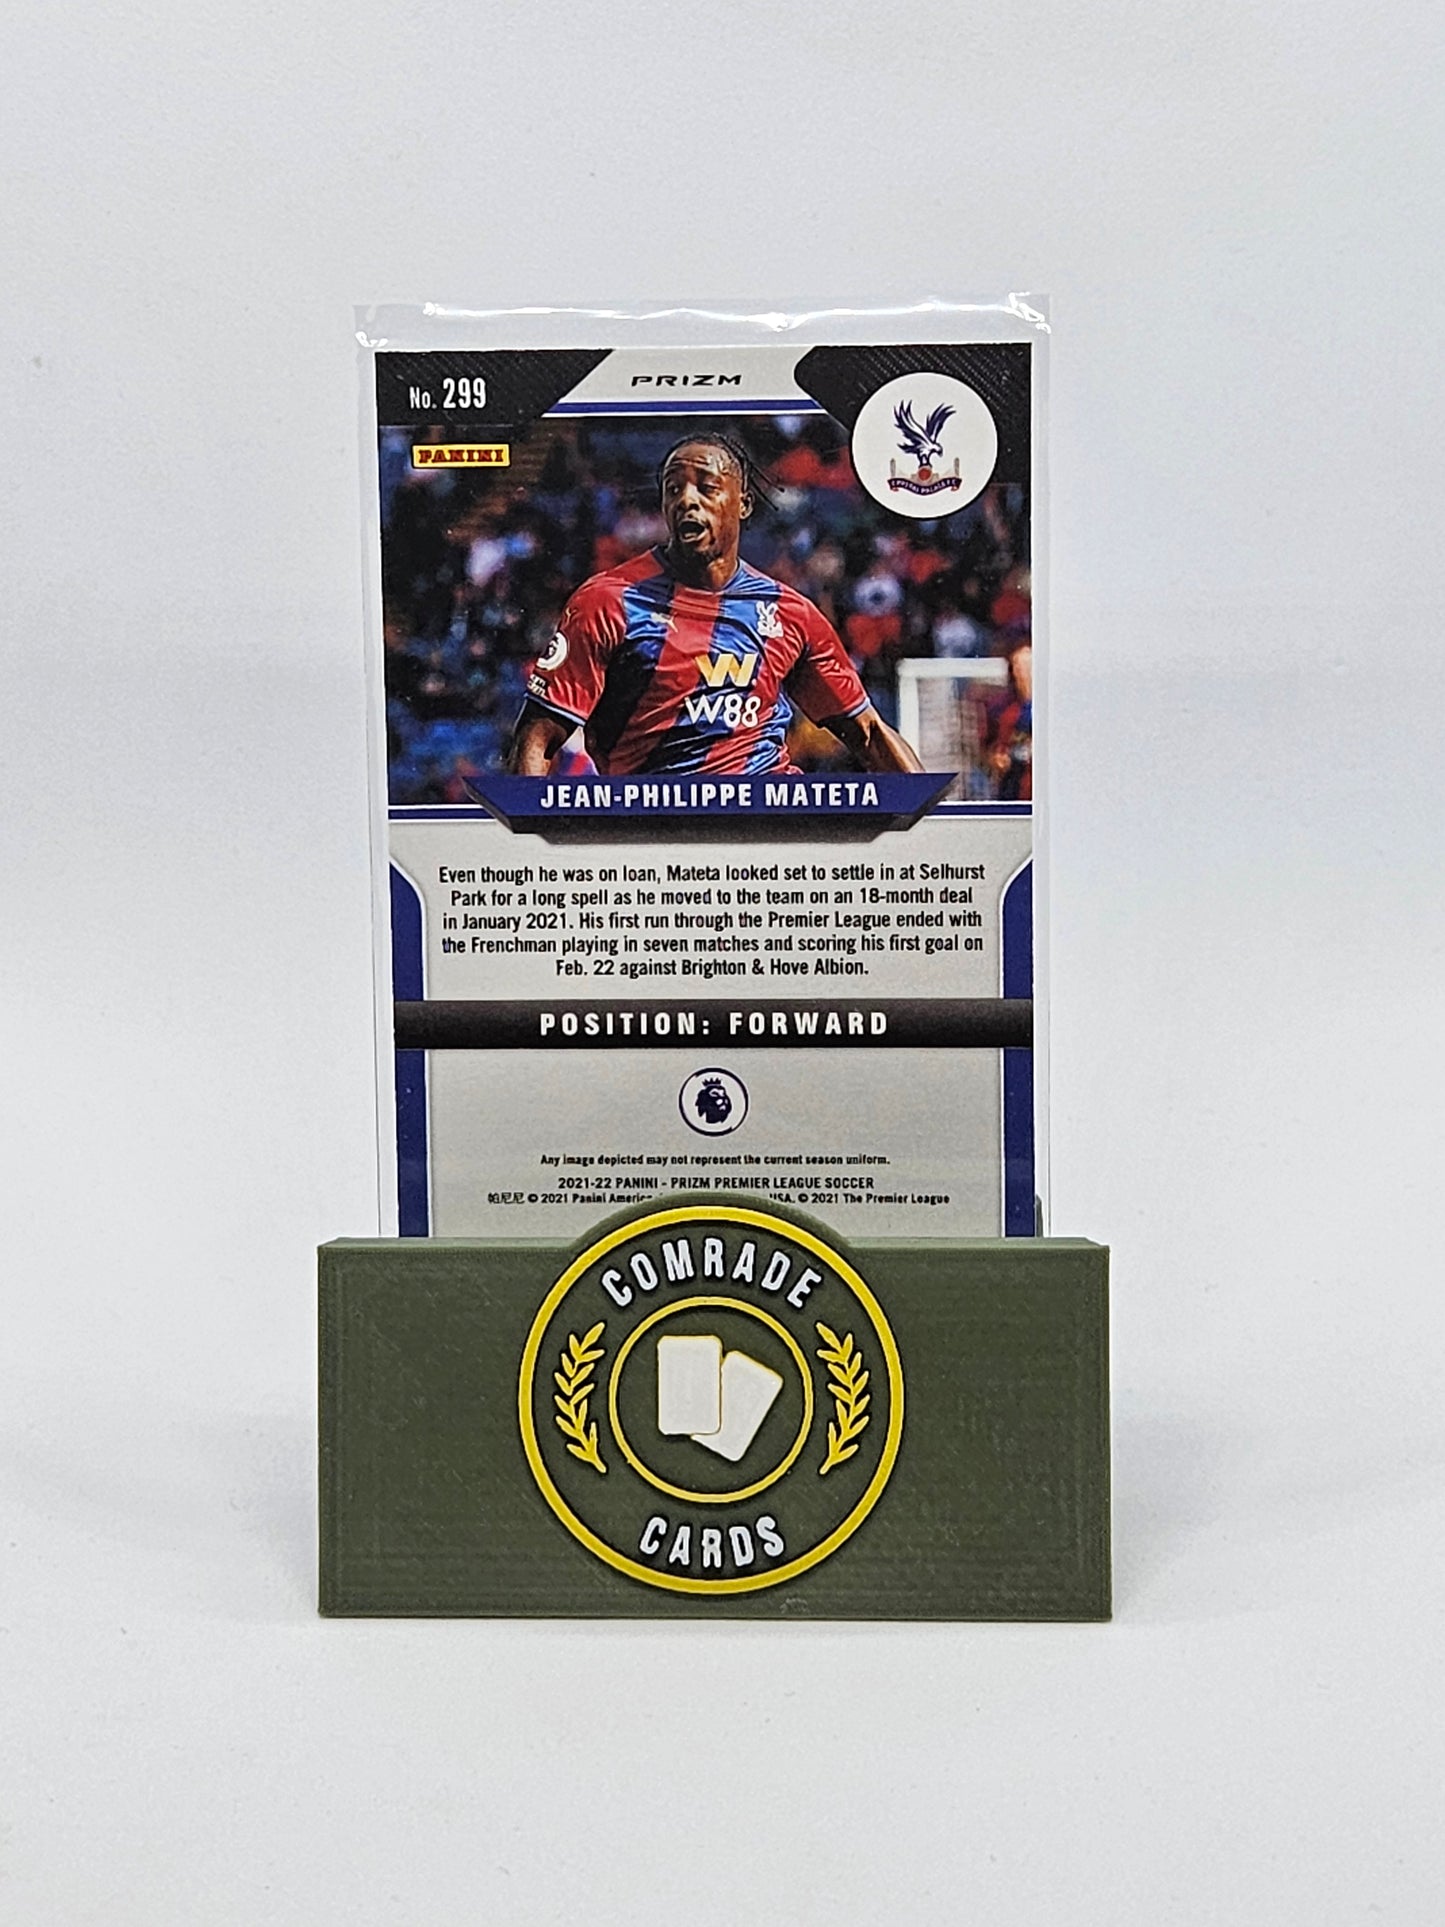 No. 299
PRIZM
PANINI
CRYSTAL PALACE F.C.
W
W88
JEAN-PHILIPPE MATETA
Even though he was on loan, Mateta looked set to settle in at Selhurst
Park for a long spell as he moved to the team on an 18-month deal
in January 2021. His first run through the Premier League ended with
the Frenchman playing in seven matches and scoring his first goal on
Feb. 22 against Brighton & Hove Albion.
POSITION: FORWARD
Any image depicted may not represent the current season uniform.
2021-22 PANINI - PRIZM PREMIER LEAGUE SOCCER
帕尼尼 © 2021 Panini America USA. © 2021 The Premier League
COMRADE
CARDS